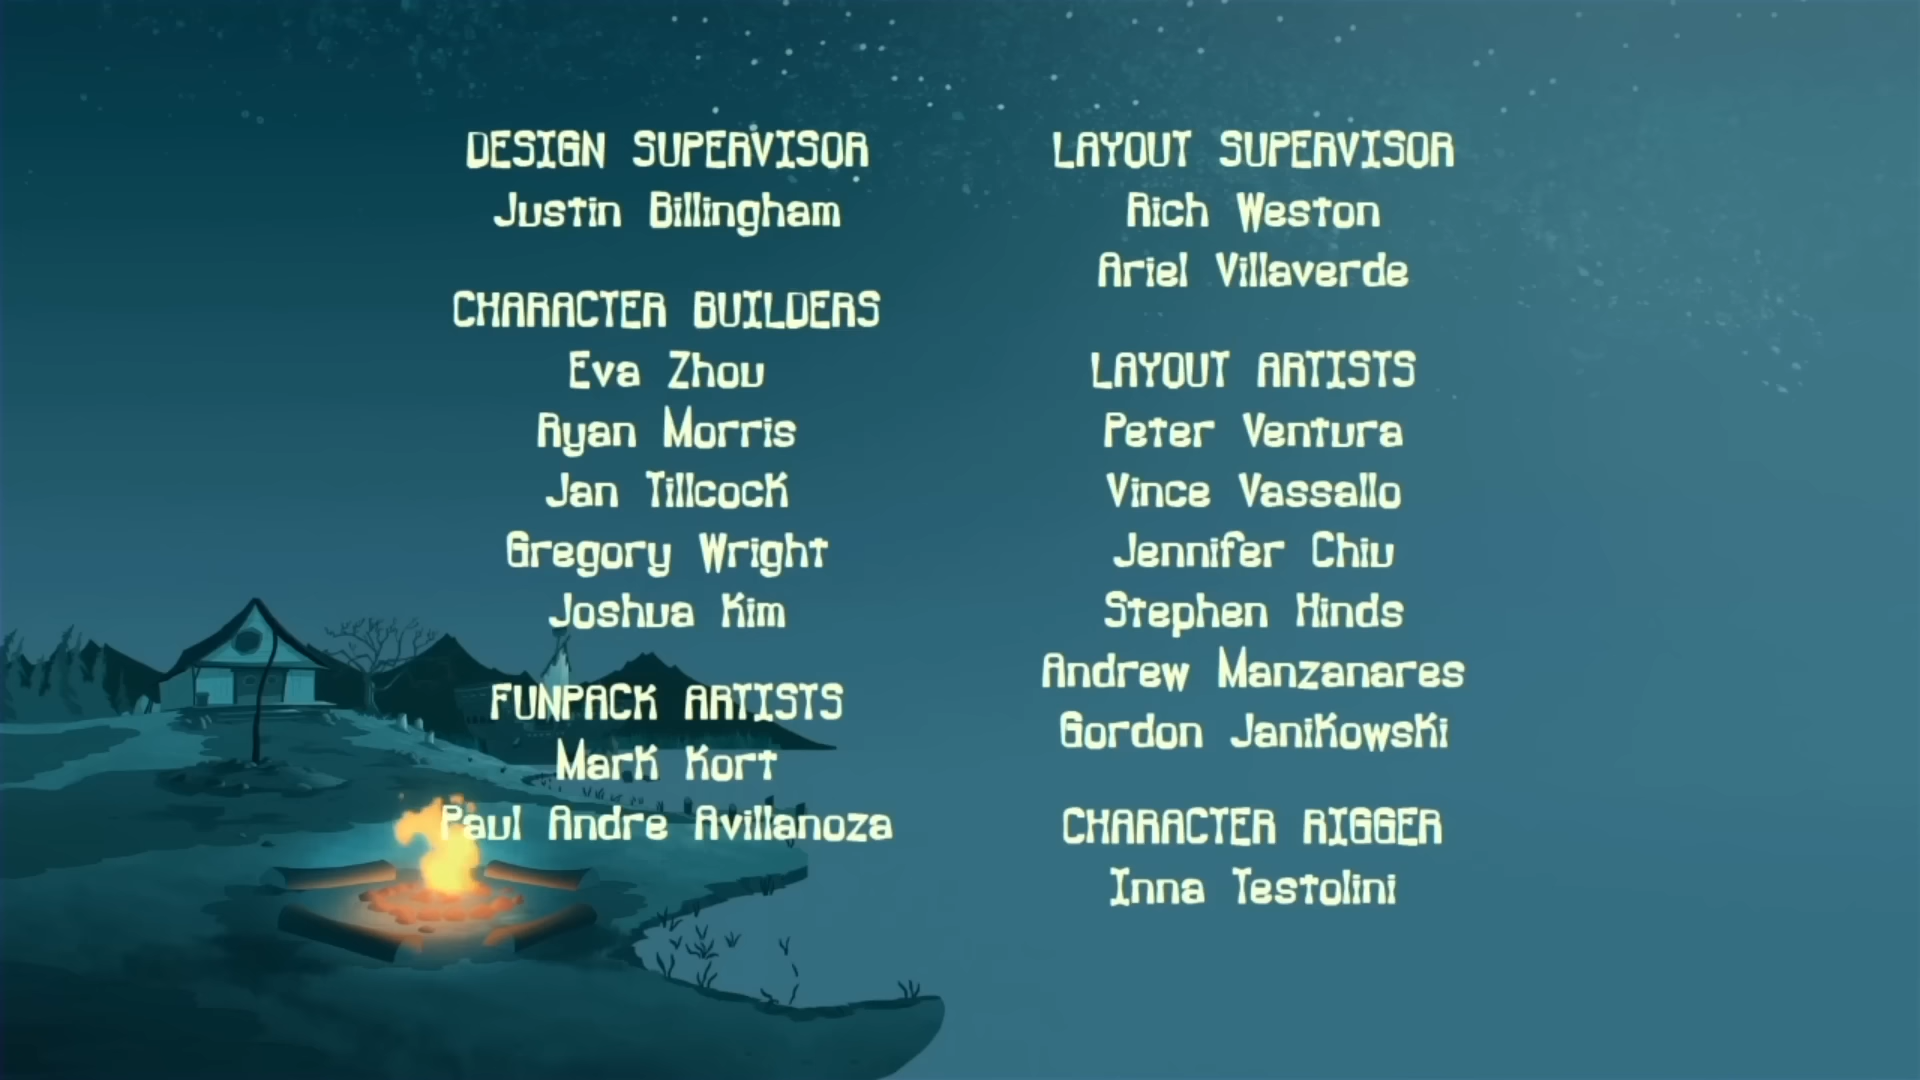 DESIGN SUPERVISOR
Justin Billingham
CHARACTER BUILDERS
Eva Zhou
Ryan Morris
Jan Tillcock
Gregory Wright
Joshua Kim
FUNPACK ARTISTS
Mark Kort
Paul Andre Avillanoza
LAYOUT SUPERVISOR
Rich Weston
Ariel Villaverde
LAYOUT ARTISTS
Peter Ventura
Vince Vassallo
Jennifer Chiu
Stephen Hinds
Andrew Manzanares
Gordon Janikowski
CHARACTER RIGGER
Inna Testolini